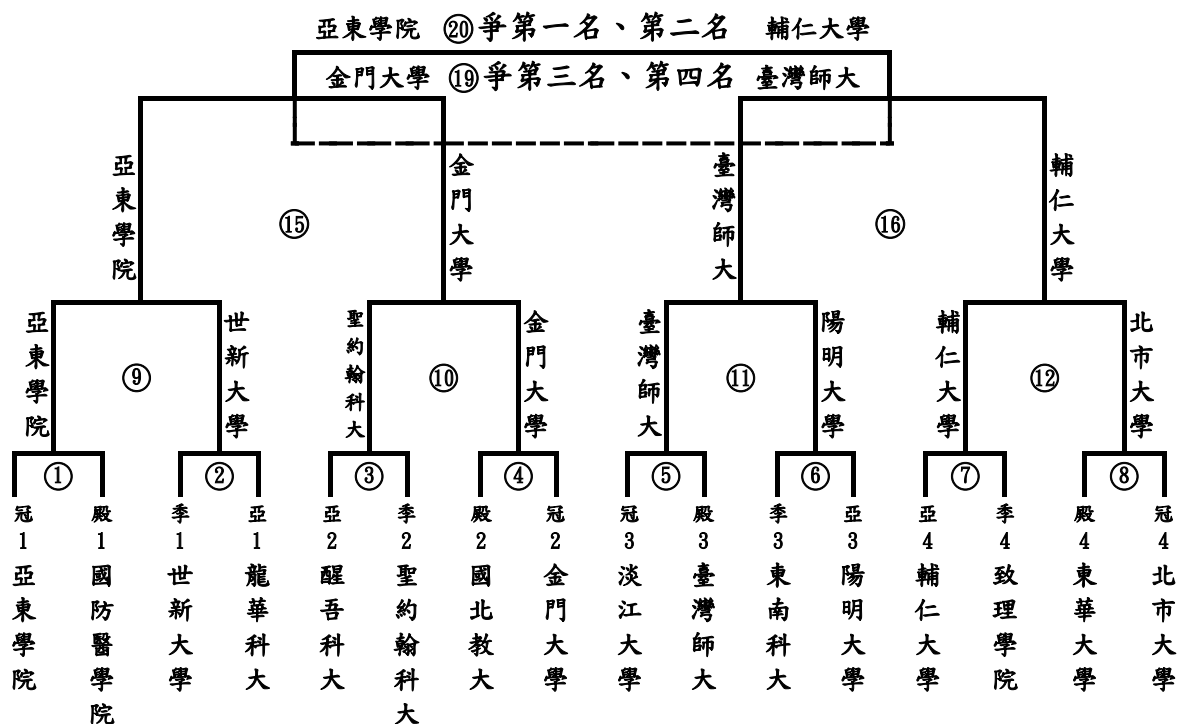 亞東學院 ⑳爭第一名、第二名 輔仁大學
金門大學 ⑲爭第三名、第四名 臺灣師大
亞東學院
⑮
金門大學
臺灣師大
⑯
輔仁大學
亞東學院
⑨
世新大學
聖約翰科大
⑩
金門大學
臺灣師大
⑪
陽明大學
輔仁大學
⑫
北市大學
①
②
③
④
⑤
⑥
⑦
⑧
冠1亞東學院
殿1國防醫學院
季1世新大學
亞1龍華科大
亞2醒吾科大
季2聖約翰科大
殿2國北教大
冠2金門大學
冠3淡江大學
殿3臺灣師大
季3東南科大
亞3陽明大學
亞4輔仁大學
季4致理學院
殿4東華大學
冠4北市大學